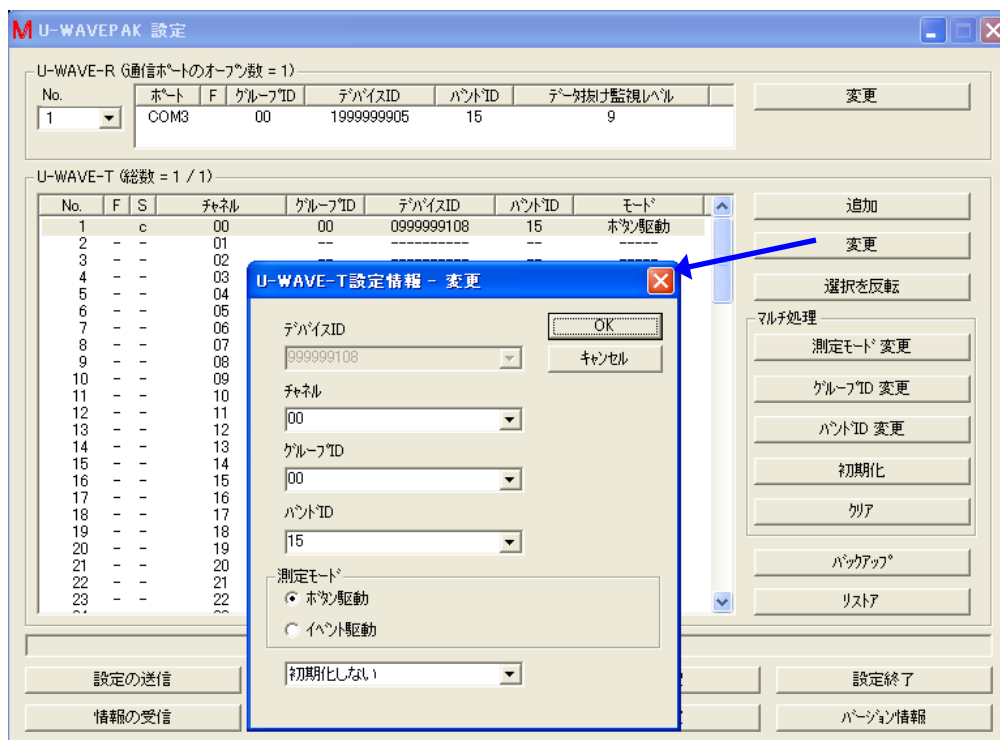 U-WAVEPAK 設定
U-WAVE-R (通信ポートのオープン数 = 1)
No. ポート F グループID デバイスID バンドID データ抜け監視レベル 変更
1 COM3 00 1999999905 15 9
U-WAVE-T (総数 = 1 / 1)
No. F S チャネル グループID デバイスID バンドID モード 追加
1 c 00 00 0999999108 15 ボタン駆動
2 - - 01 -- ---------- -- ----- 変更
3 - - 02 -- ---------- -- -----
4 - - 03
5 - - 04 選択を反転
6 - - 05
7 - - 06 マルチ処理
8 - - 07 測定モード 変更
9 - - 08
10 - - 09 グループID 変更
11 - - 10
12 - - 11 バンドID 変更
13 - - 12
14 - - 13
15 - - 14 初期化
16 - - 15
17 - - 16 クリア
18 - - 17
19 - - 18
20 - - 19
21 - - 20 バックアップ
22 - - 21
23 - - 22 リストア
U-WAVE-T設定情報 - 変更
デバイスID OK
999999108 キャンセル
チャネル
00
グループID
00
バンドID
15
測定モード
ボタン駆動
イベント駆動
初期化しない
設定の送信 設定終了
情報の受信 バージョン情報